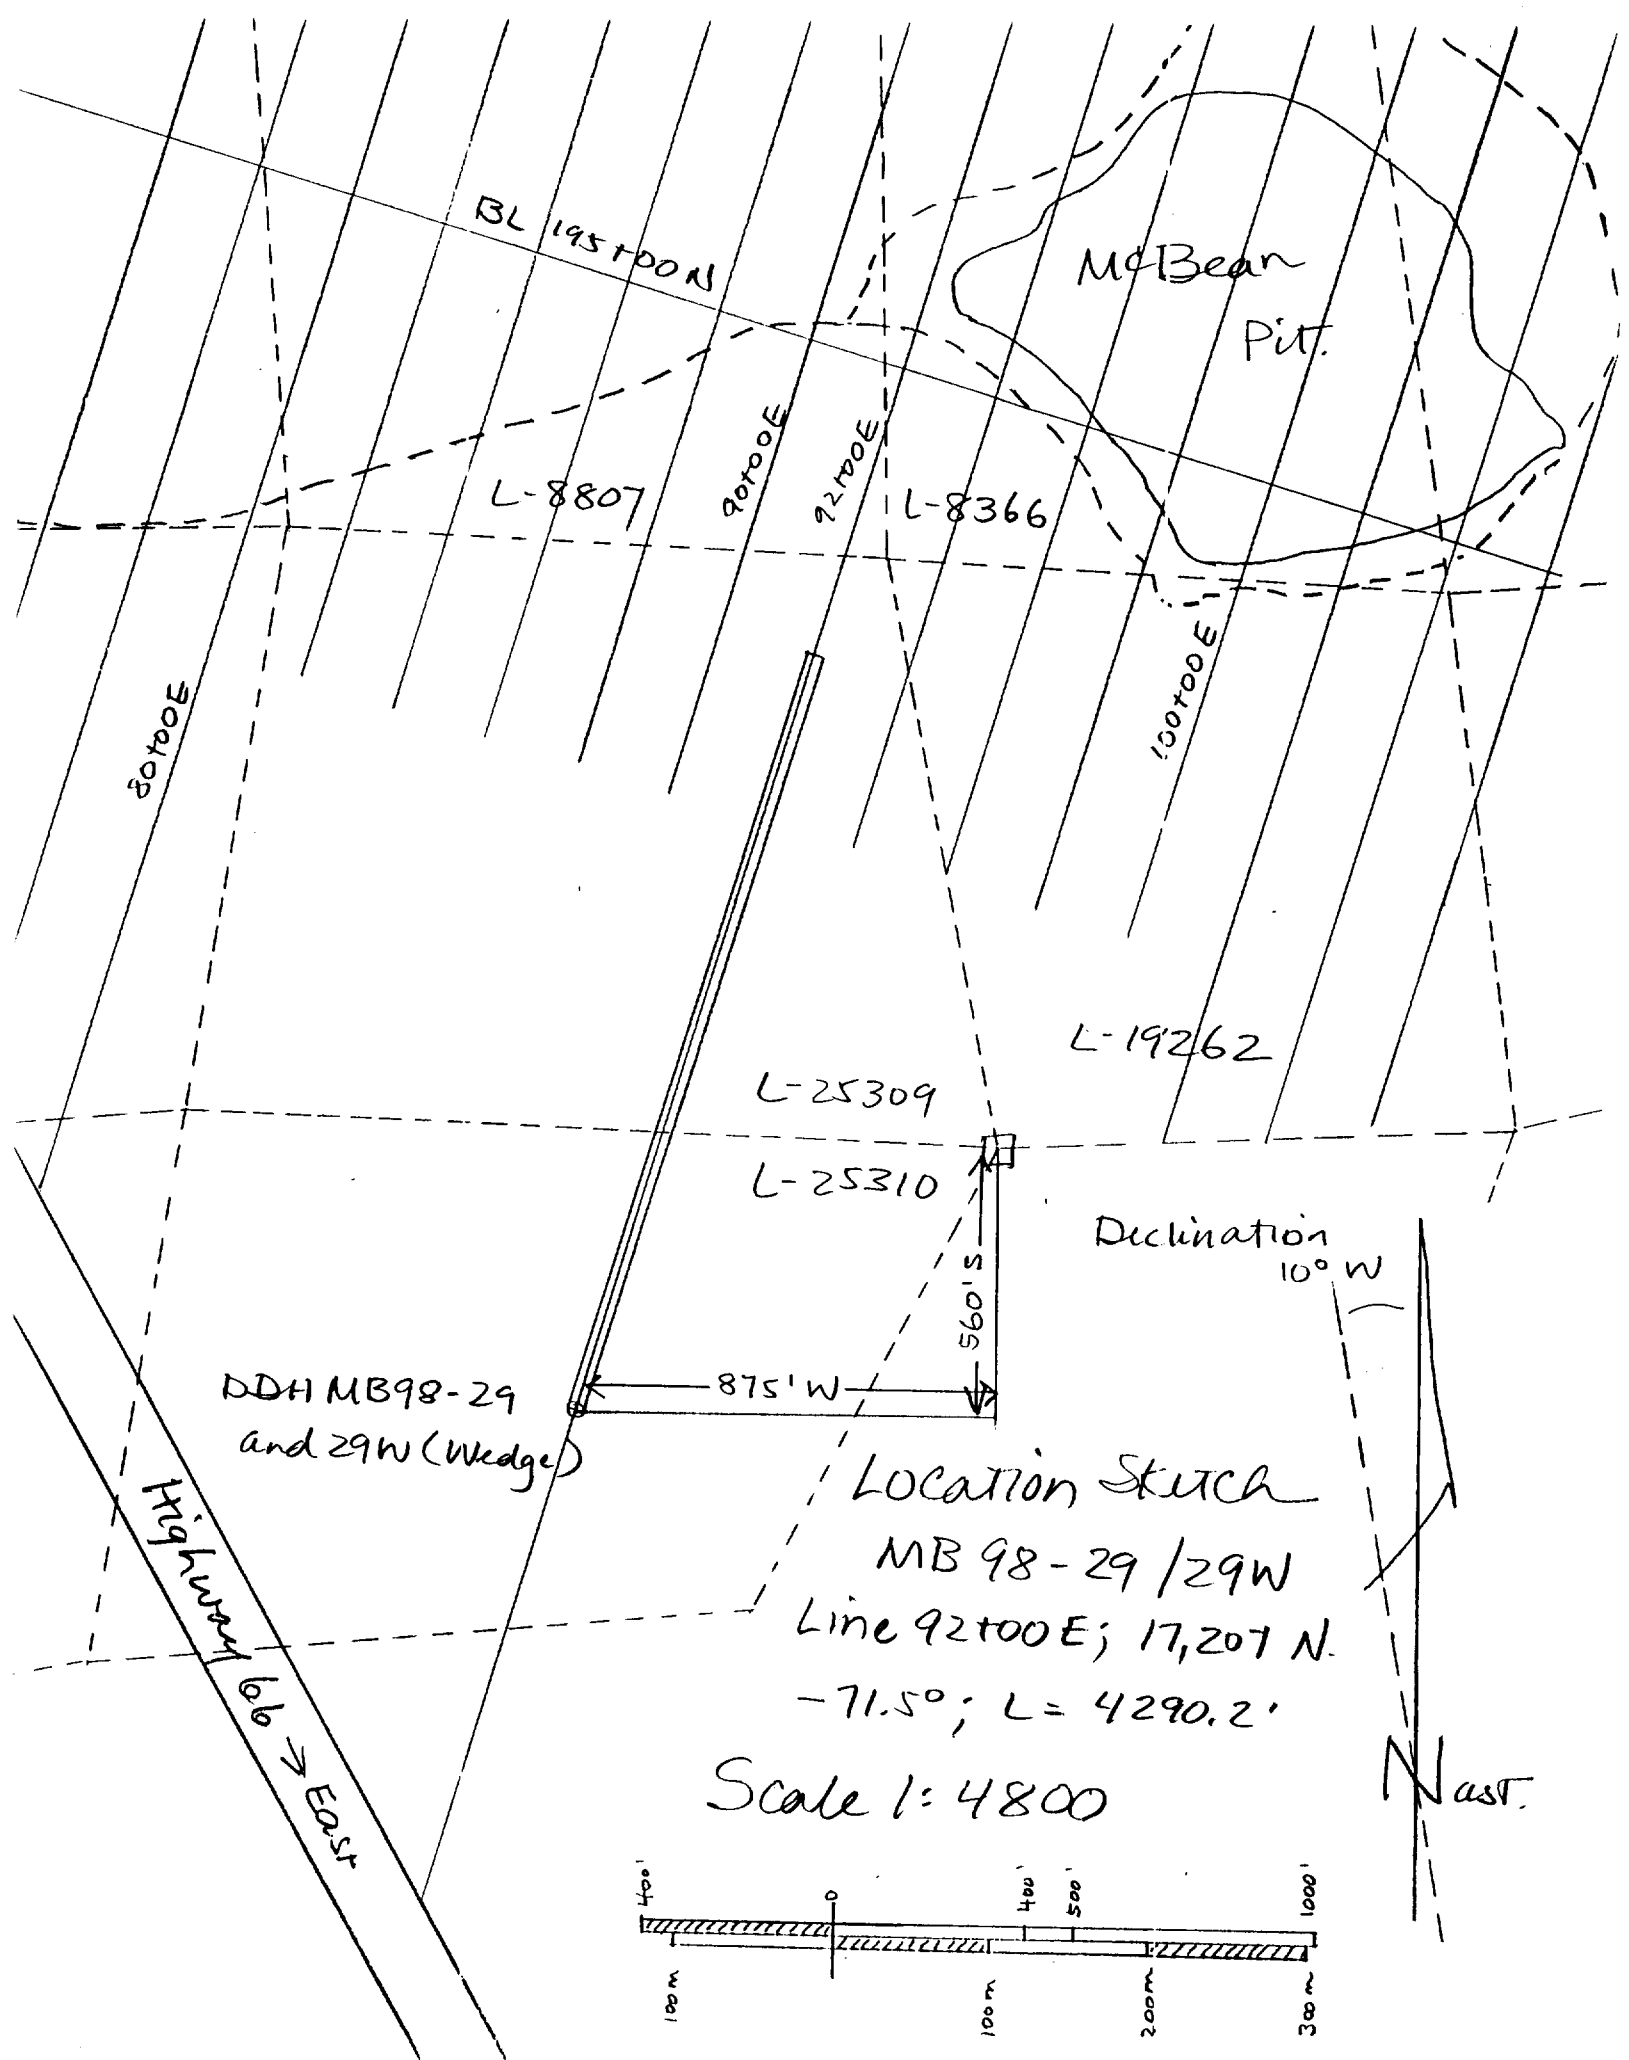 BL 195+00N
McBean
Pit.
90+00E
92+00E
L-8807
L-8366
80+00E
100+00E
L-19262
L-25309
L-25310
560'S
875'W
Declination
10° W
DDH MB98-29
and 29W (Wedge)
Highway 66 → East
Location Sketch
MB 98-29 / 29W
Line 92+00E; 17,207 N.
-71.5°; L = 4290.2'
Scale 1:4800
N ast.
400' 0 400' 500' 1000'
100m 100m 200m 300m